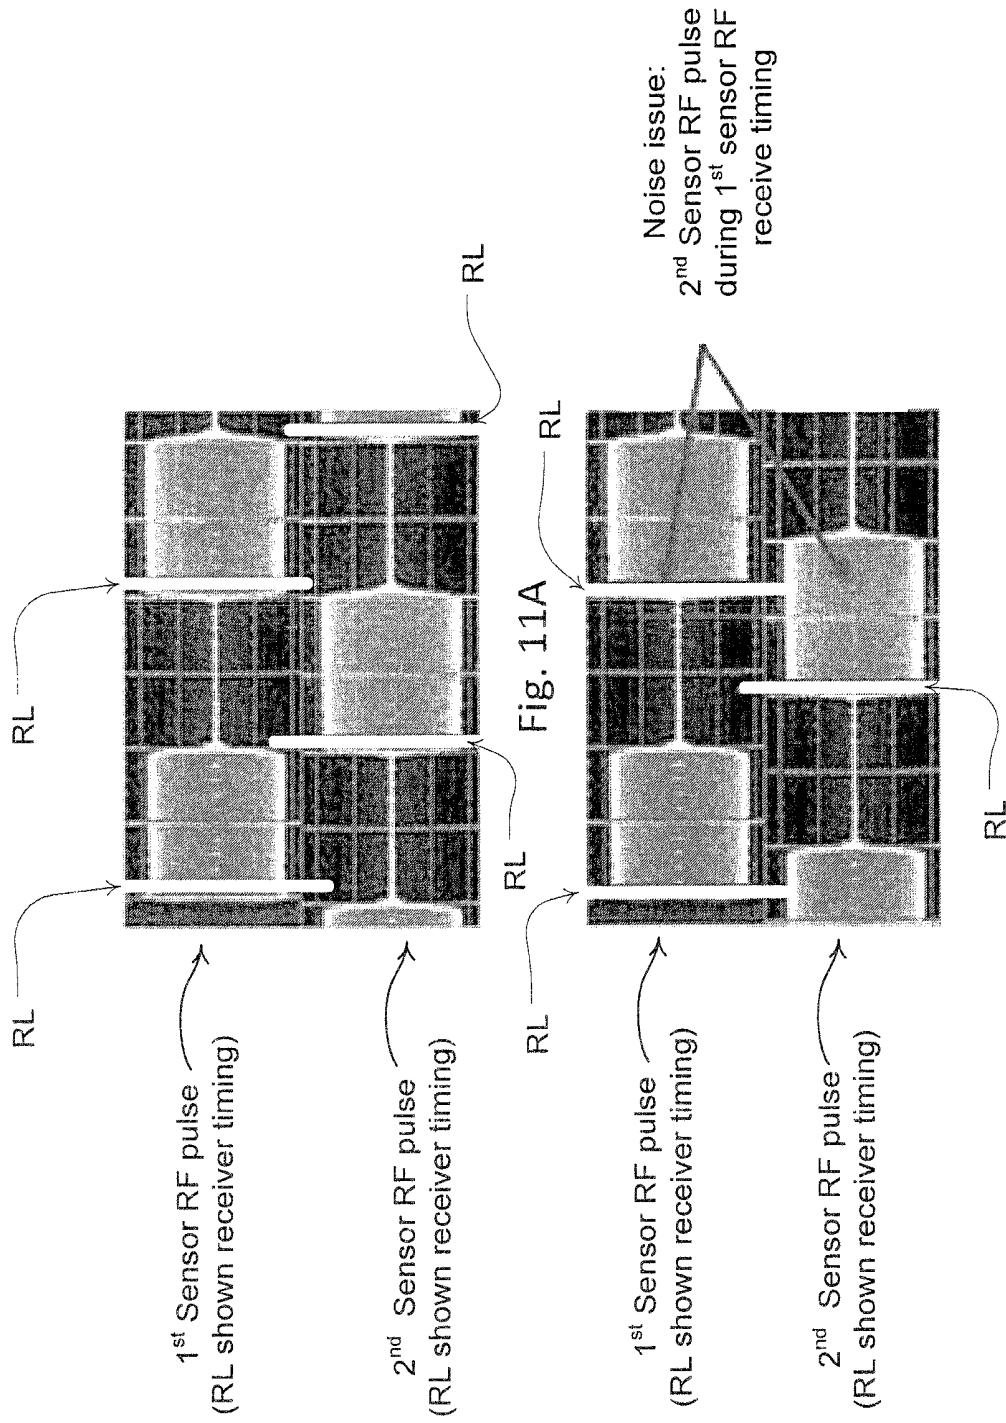 RL
RL
1st Sensor RF pulse
(RL shown receiver timing)
2nd Sensor RF pulse
(RL shown receiver timing)
RL
RL
Fig. 11A
RL
RL
1st Sensor RF pulse
(RL shown receiver timing)
2nd Sensor RF pulse
(RL shown receiver timing)
RL
Noise issue:
2nd Sensor RF pulse
during 1st sensor RF
receive timing